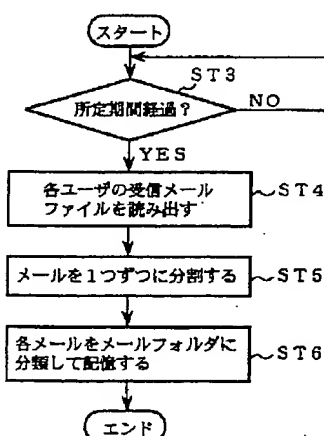 スタート
ST3
所定期間経過？
NO
YES
各ユーザの受信メール
ファイルを読み出す
ST4
メールを1つずつに分割する
ST5
各メールをメールフォルダに
分類して記憶する
ST6
エンド